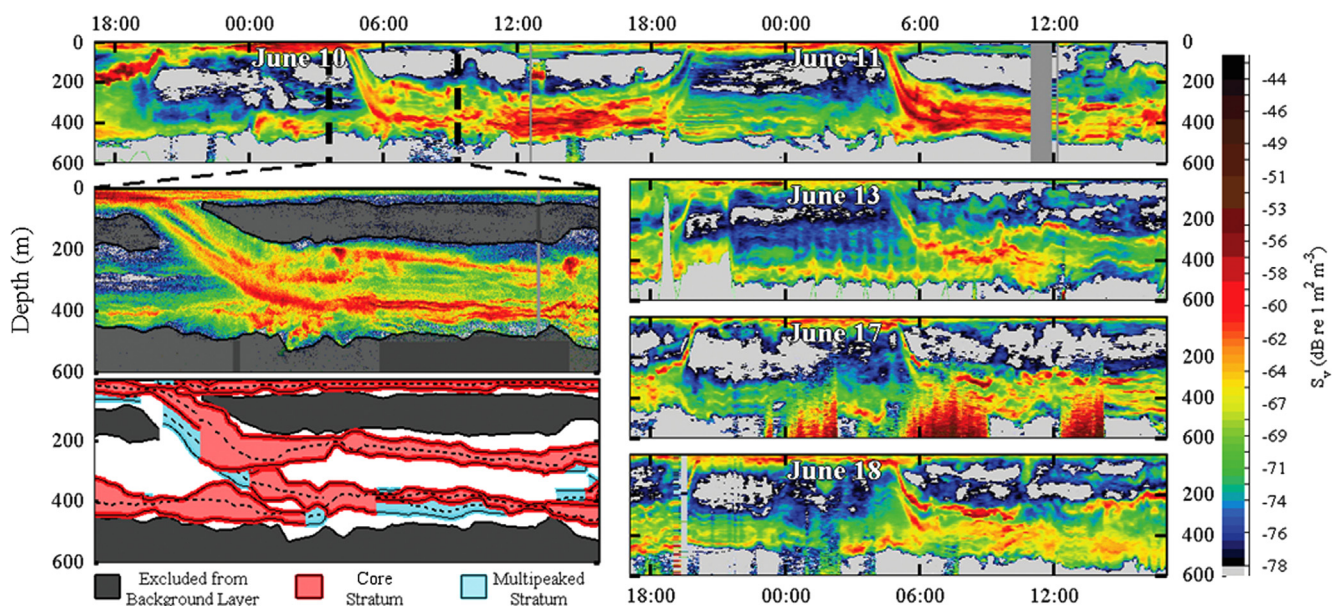 18:00 00:00 06:00 12:00 18:00 00:00 6:00 12:00
June 10 June 11
0 200 400 600
0 200 400 600
-44
-47
-49
-51
-53
-56
-58
-60
-62
-64
-67
-69
-71
-74
-76
-78
Sv (dB re 1 m2 m-3)
Depth (m)
0
200
400
600
200
400
600
June 13
200
400
600
June 17
200
400
600
June 18
200
400
600
18:00 00:00 06:00 12:00
Excluded from
Background Layer
Core
Stratum
Multipeaked
Stratum